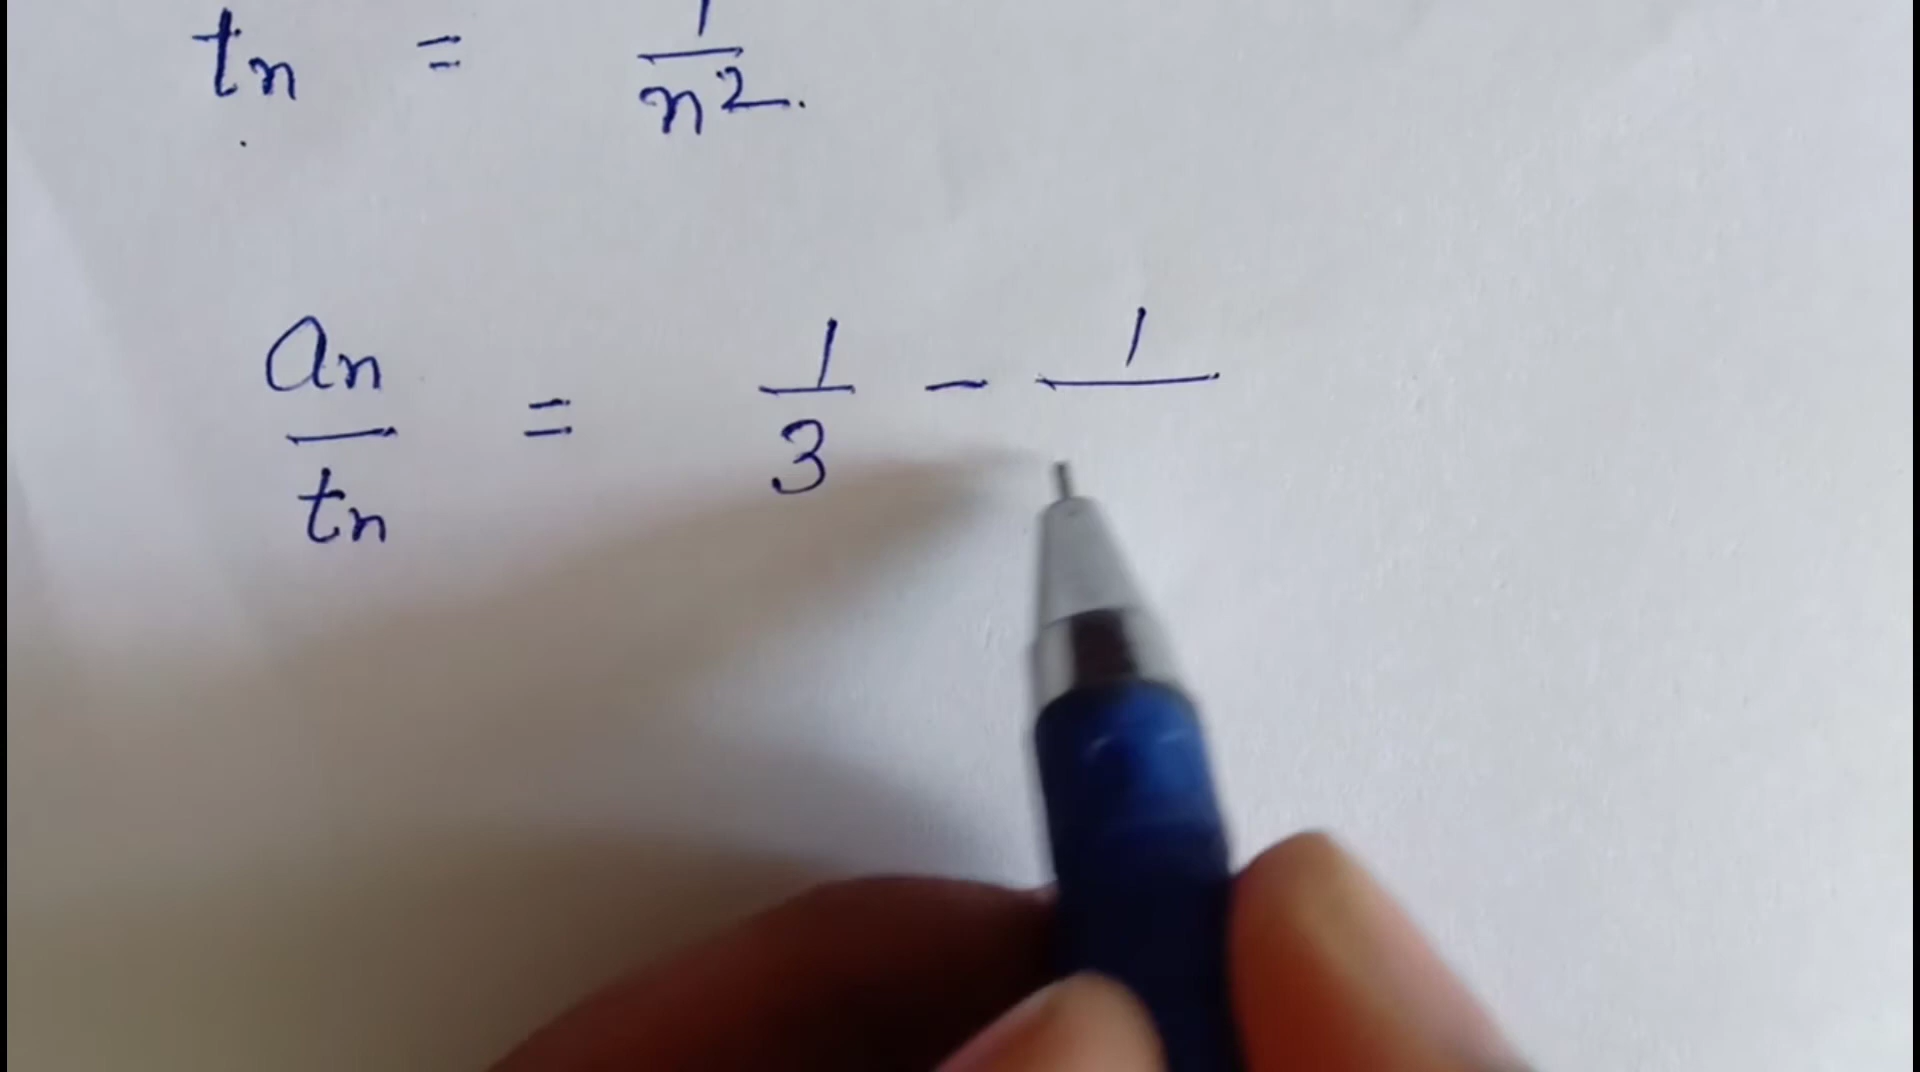 tn = 1/n².
an/tn = 1/3 - 1/